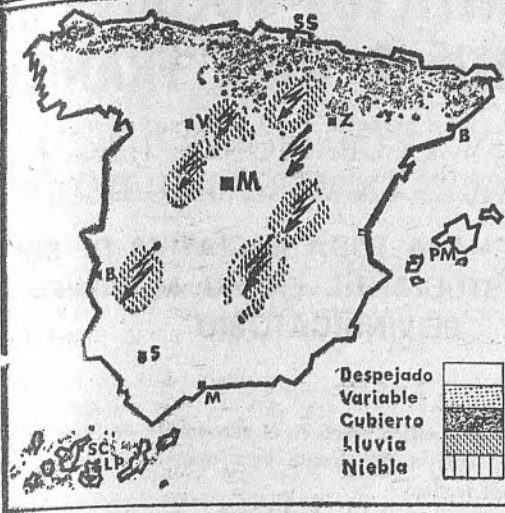 SS
V
Z
B
M
PM
B
S
M
SC
LP
Despejado
Variable
Cubierto
Lluvia
Niebla